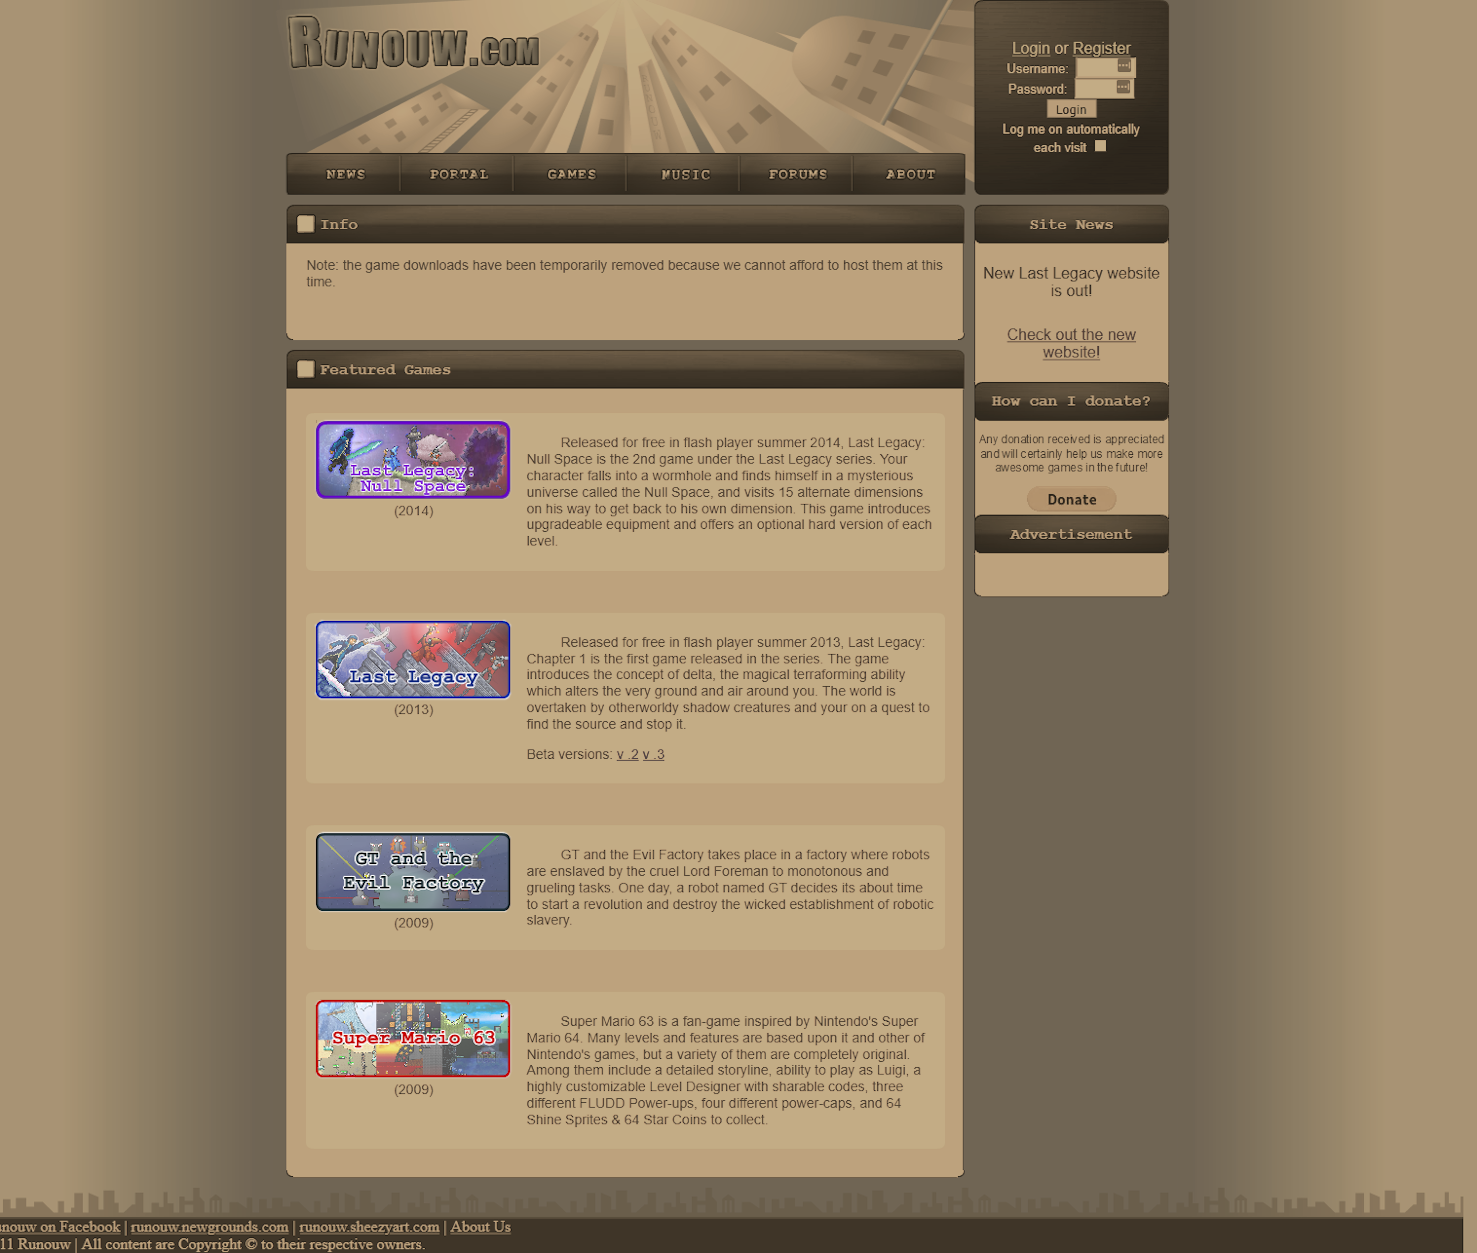 RUNOUW.COM
Login or Register
Username:
Password:
Login
Log me on automatically
each visit
NEWS PORTAL GAMES MUSIC FORUMS ABOUT
Info
Note: the game downloads have been temporarily removed because we cannot afford to host them at this
time.
Site News
New Last Legacy website
is out!
Check out the new
website!
How can I donate?
Any donation received is appreciated
and will certainly help us make more
awesome games in the future!
Donate
Advertisement
Featured Games
Last Legacy:
Null Space
(2014)
Released for free in flash player summer 2014, Last Legacy:
Null Space is the 2nd game under the Last Legacy series. Your
character falls into a wormhole and finds himself in a mysterious
universe called the Null Space, and visits 15 alternate dimensions
on his way to get back to his own dimension. This game introduces
upgradeable equipment and offers an optional hard version of each
level.
Last Legacy
(2013)
Released for free in flash player summer 2013, Last Legacy:
Chapter 1 is the first game released in the series. The game
introduces the concept of delta, the magical terraforming ability
which alters the very ground and air around you. The world is
overtaken by otherworldy shadow creatures and your on a quest to
find the source and stop it.
Beta versions: v .2 v .3
GT and the
Evil Factory
(2009)
GT and the Evil Factory takes place in a factory where robots
are enslaved by the cruel Lord Foreman to monotonous and
grueling tasks. One day, a robot named GT decides its about time
to start a revolution and destroy the wicked establishment of robotic
slavery.
Super Mario 63
(2009)
Super Mario 63 is a fan-game inspired by Nintendo's Super
Mario 64. Many levels and features are based upon it and other of
Nintendo's games, but a variety of them are completely original.
Among them include a detailed storyline, ability to play as Luigi, a
highly customizable Level Designer with sharable codes, three
different FLUDD Power-ups, four different power-caps, and 64
Shine Sprites & 64 Star Coins to collect.
nouw on Facebook | runouw.newgrounds.com | runouw.sheezyart.com | About Us
11 Runouw | All content are Copyright © to their respective owners.